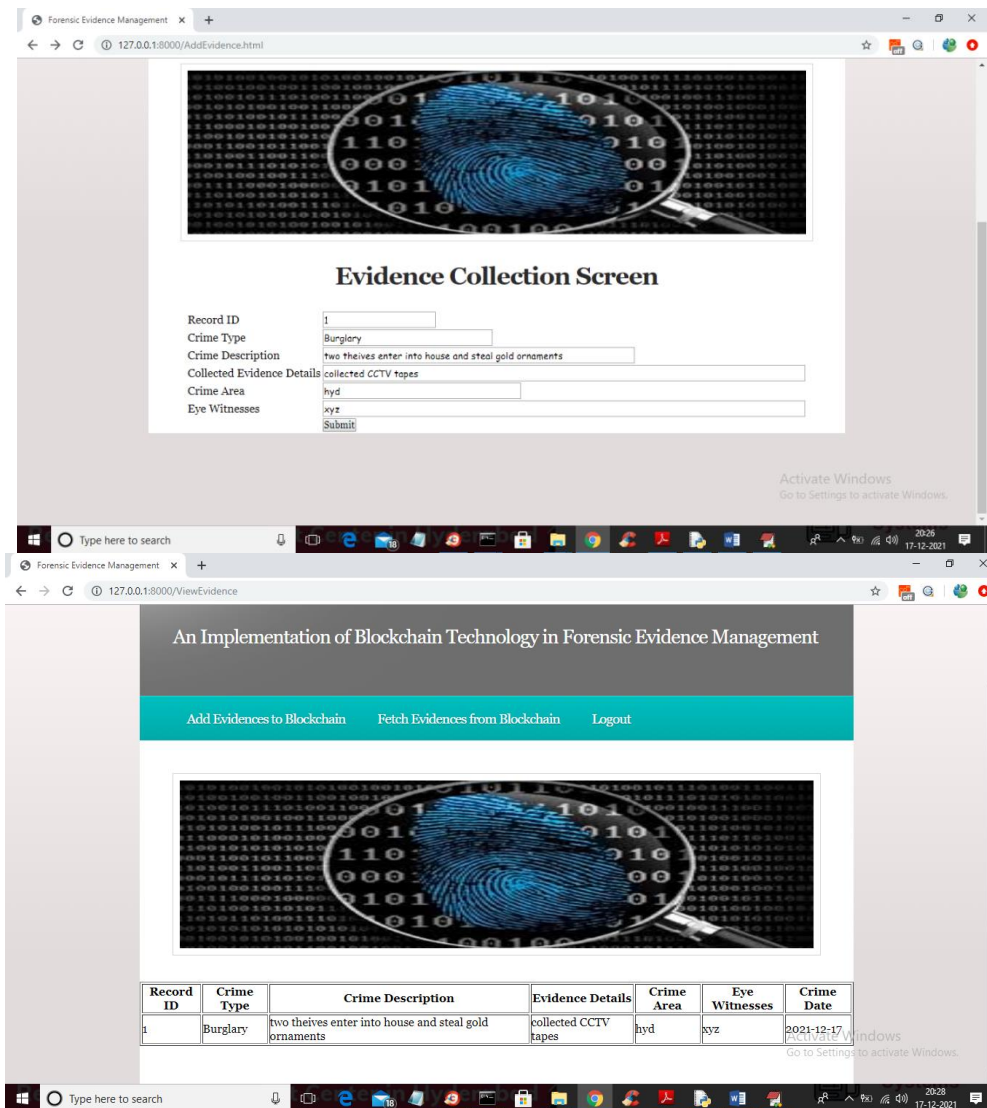 Forensic Evidence Management
127.0.0.1:8000/AddEvidence.html
off
Evidence Collection Screen
Record ID 1
Crime Type Burglary
Crime Description two theives enter into house and steal gold ornaments
Collected Evidence Details collected CCTV tapes
Crime Area hyd
Eye Witnesses xyz
Submit
Activate Windows
Go to Settings to activate Windows.
Type here to search
18
20:26
17-12-2021
Forensic Evidence Management
127.0.0.1:8000/ViewEvidence
off
An Implementation of Blockchain Technology in Forensic Evidence Management
Add Evidences to Blockchain Fetch Evidences from Blockchain Logout
Record ID Crime Type Crime Description Evidence Details Crime Area Eye Witnesses Crime Date
1 Burglary two theives enter into house and steal gold ornaments collected CCTV tapes hyd xyz 2021-12-17
Activate Windows
Go to Settings to activate Windows.
Type here to search
18
20:28
17-12-2021